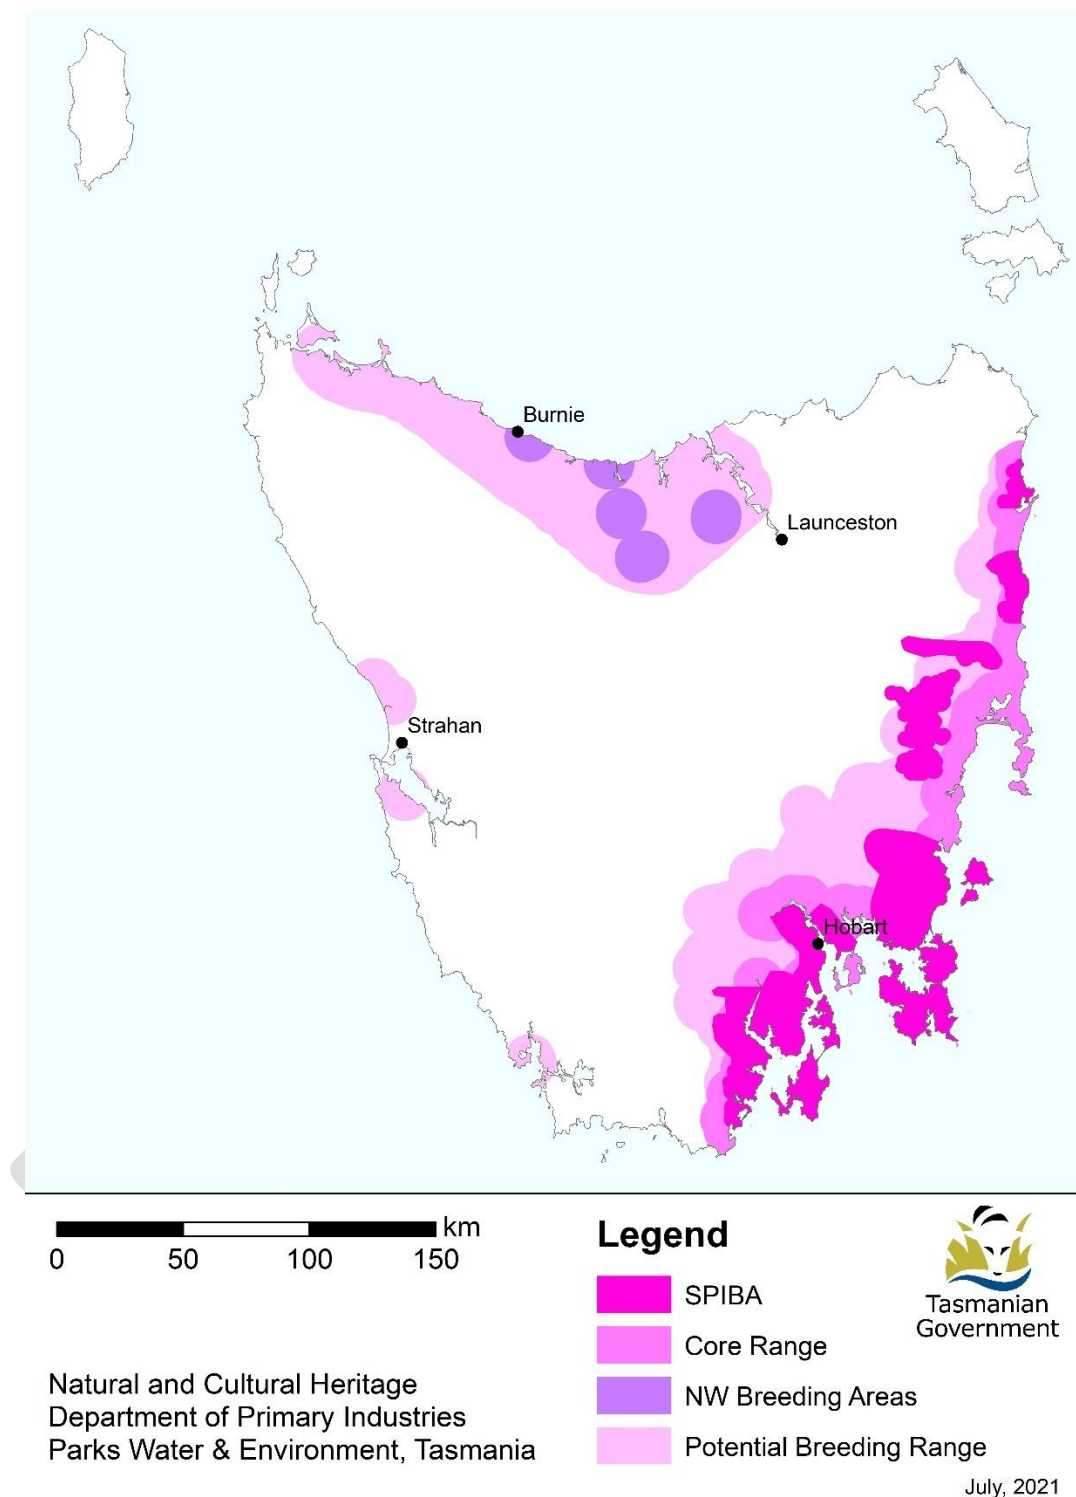 Burnie
Launceston
Strahan
Hobart
km
0 50 100 150
Natural and Cultural Heritage
Department of Primary Industries
Parks Water & Environment, Tasmania
Legend
SPIBA
Core Range
NW Breeding Areas
Potential Breeding Range
Tasmanian
Government
July, 2021